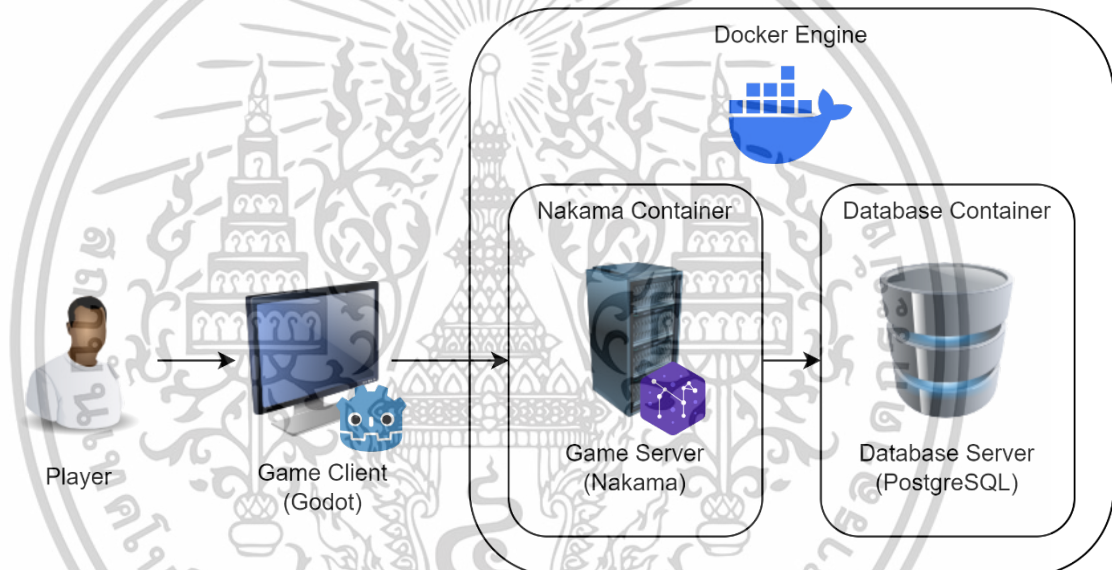 Docker Engine
Nakama Container
Database Container
Player
Game Client
(Godot)
Game Server
(Nakama)
Database Server
(PostgreSQL)